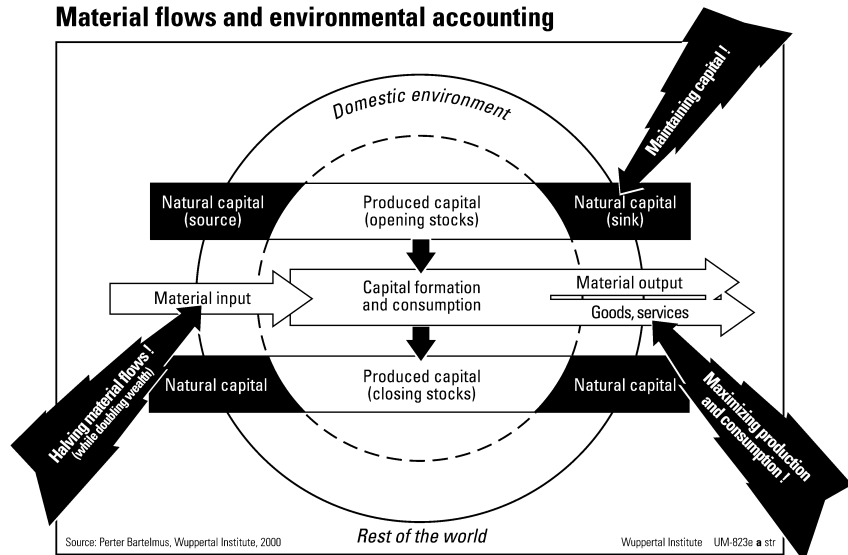 Material flows and environmental accounting
Maintaining capital !
Domestic environment
Natural capital
(source)
Produced capital
(opening stocks)
Natural capital
(sink)
Material input
Capital formation
and consumption
Material output
Goods, services
Halving material flows !
(while doubling wealth)
Natural capital
Produced capital
(closing stocks)
Natural capital
Maximizing production
and consumption !
Source: Perter Bartelmus, Wuppertal Institute, 2000
Rest of the world
Wuppertal Institute UM-823e a str